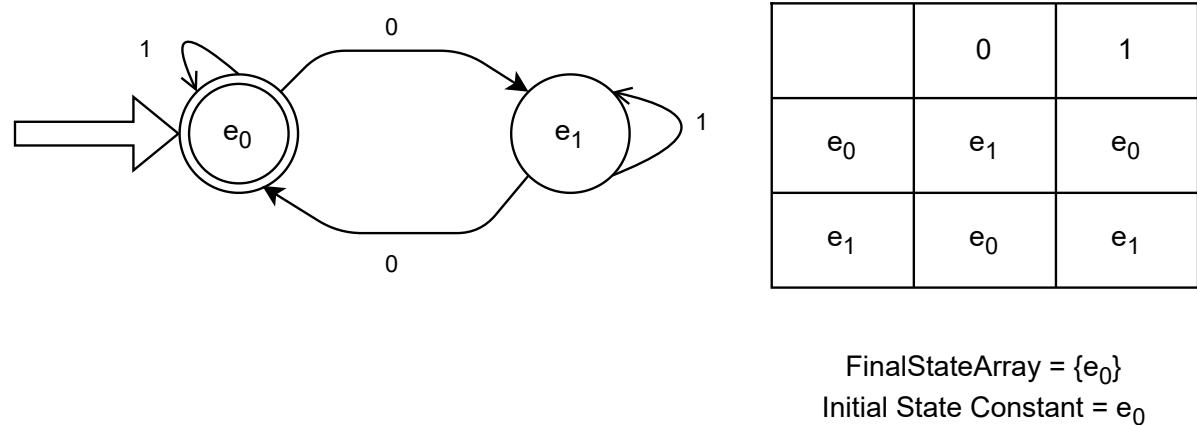 0
1
e₀
e₁
1
0
0 1
e₀ e₁ e₀
e₁ e₀ e₁
FinalStateArray = {e₀}
Initial State Constant = e₀